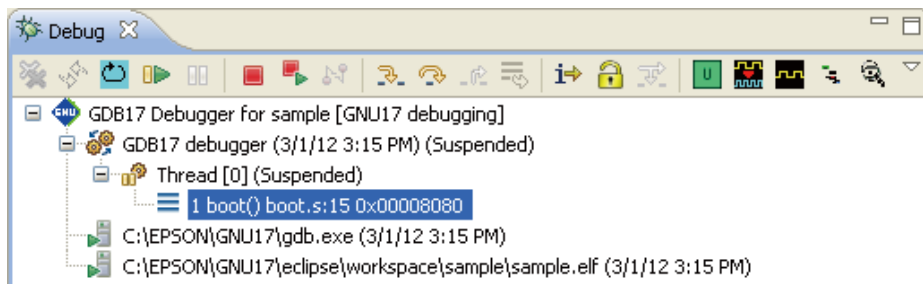 Debug
i
U
GNU GDB17 Debugger for sample [GNU17 debugging]
GDB17 debugger (3/1/12 3:15 PM) (Suspended)
Thread [0] (Suspended)
1 boot() boot.s:15 0x00008080
C:\EPSON\GNU17\gdb.exe (3/1/12 3:15 PM)
C:\EPSON\GNU17\eclipse\workspace\sample\sample.elf (3/1/12 3:15 PM)